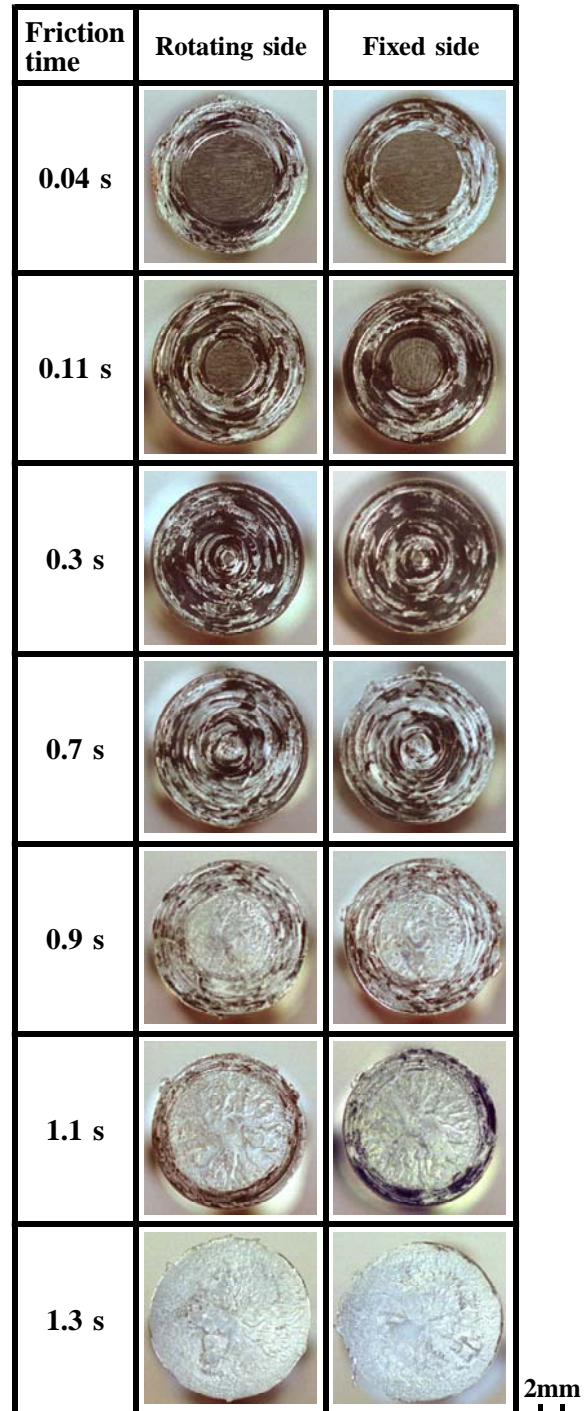 Friction
time
Rotating side
Fixed side
0.04 s
0.11 s
0.3 s
0.7 s
0.9 s
1.1 s
1.3 s
2mm